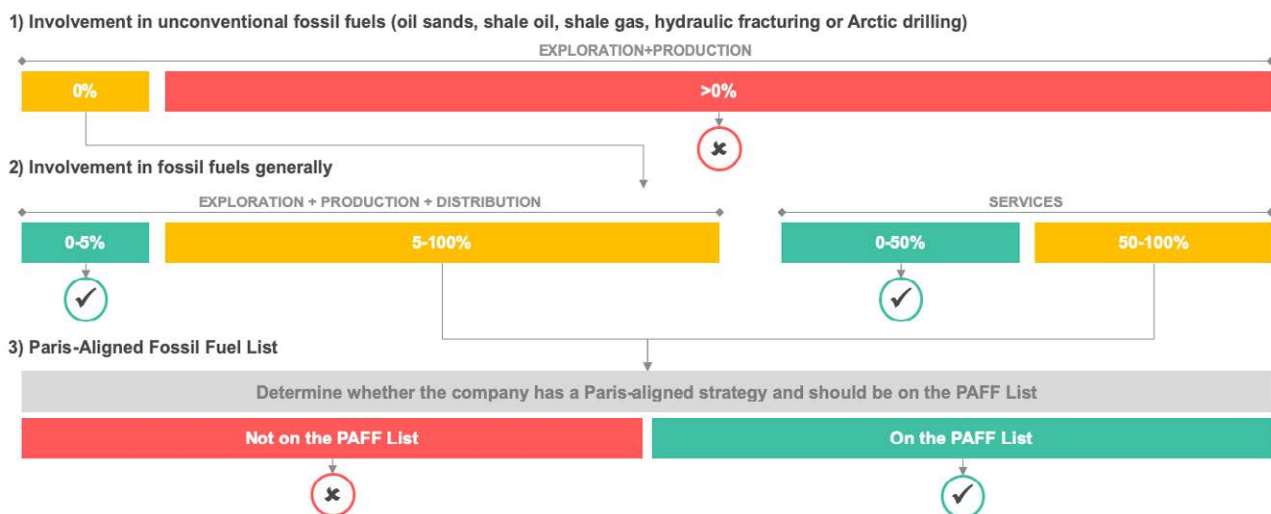 1) Involvement in unconventional fossil fuels (oil sands, shale oil, shale gas, hydraulic fracturing or Arctic drilling)
EXPLORATION+PRODUCTION
0%
>0%
2) Involvement in fossil fuels generally
EXPLORATION + PRODUCTION + DISTRIBUTION
SERVICES
0-5%
5-100%
0-50%
50-100%
3) Paris-Aligned Fossil Fuel List
Determine whether the company has a Paris-aligned strategy and should be on the PAFF List
Not on the PAFF List
On the PAFF List